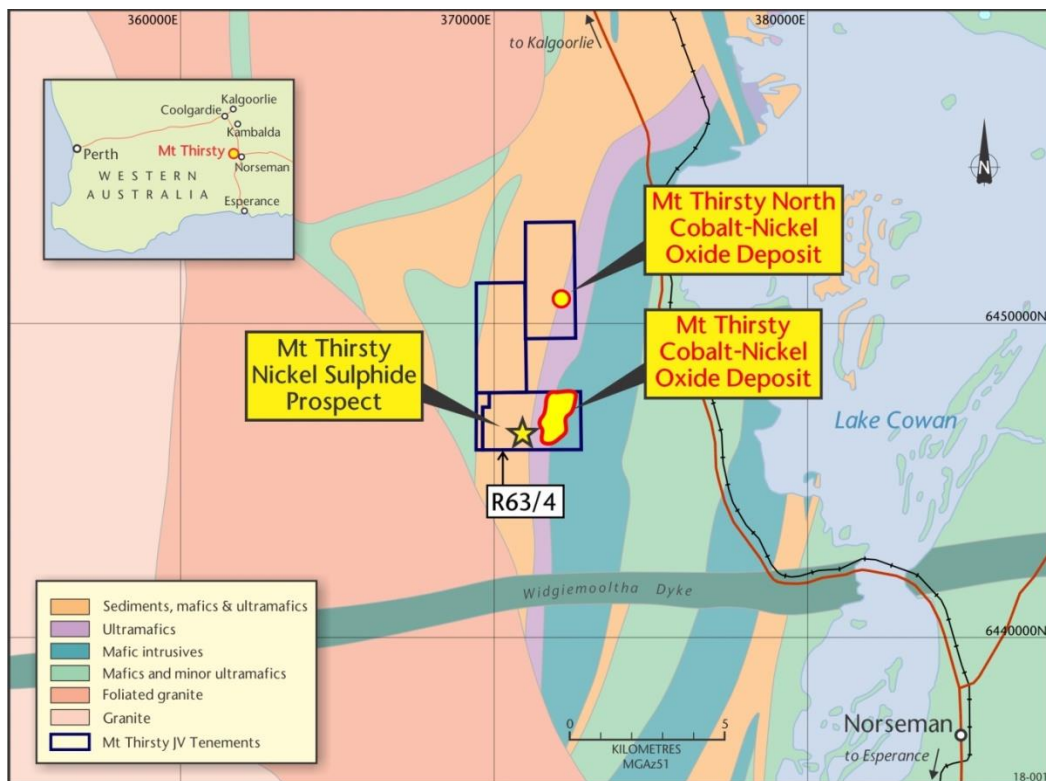 360000E
370000E
380000E
to Kalgoorlie
Kalgoorlie
Coolgardie
Kambalda
Mt Thirsty
Norseman
Perth
WESTERN
AUSTRALIA
Esperance
N
Mt Thirsty North
Cobalt-Nickel
Oxide Deposit
6450000N
Mt Thirsty
Cobalt-Nickel
Oxide Deposit
Mt Thirsty
Nickel Sulphide
Prospect
Lake Cowan
R63/4
Widgiemooltha Dyke
6440000N
Sediments, mafics & ultramafics
Ultramafics
Mafic intrusives
Mafics and minor ultramafics
Foliated granite
Granite
Mt Thirsty JV Tenements
0
5
KILOMETRES
MGAz51
Norseman
to Esperance